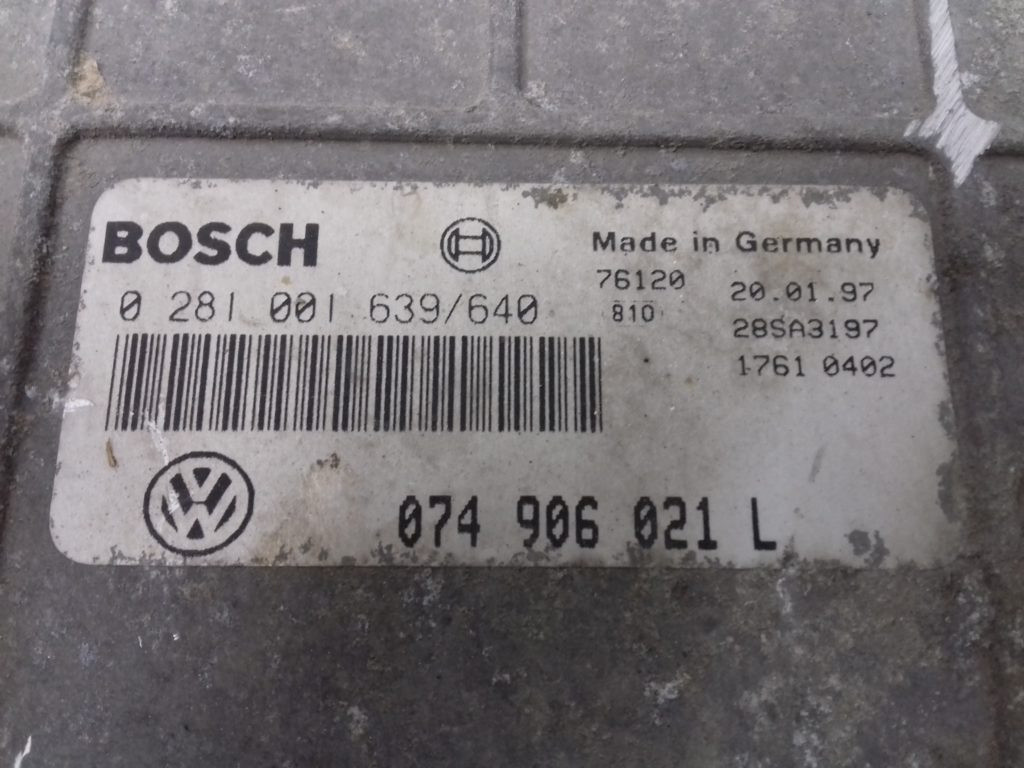 BOSCH
Made in Germany
0 281 001 639/640
76120 20.01.97
810 28SA3197
1761 0402
074 906 021 L